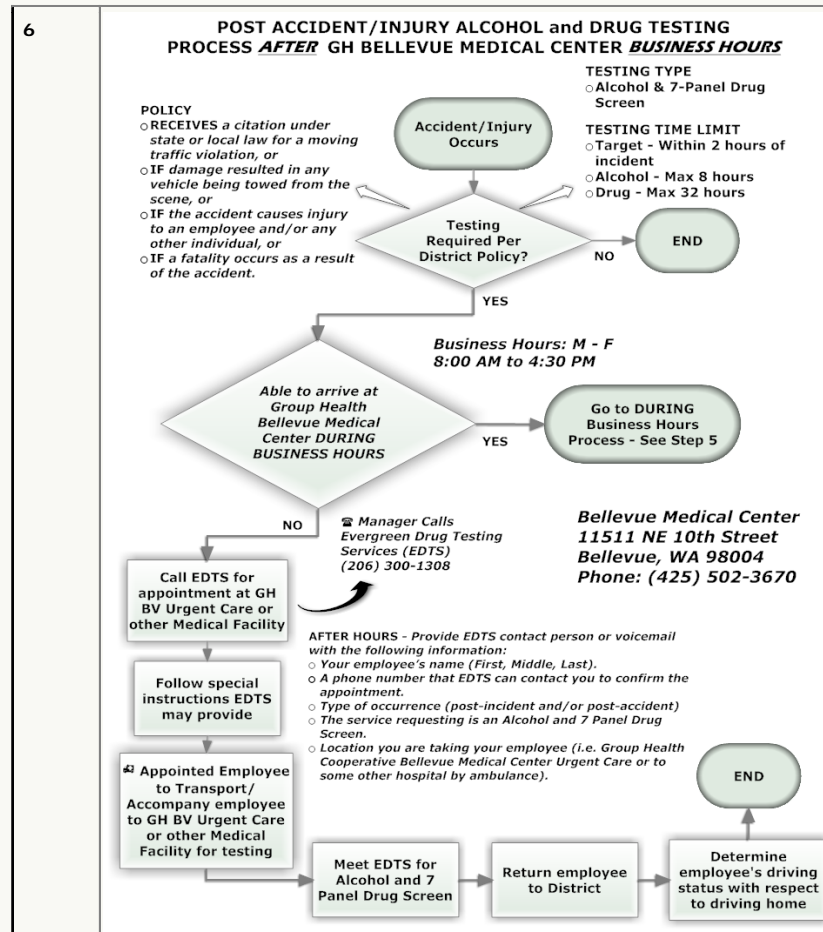 6
POST ACCIDENT/INJURY ALCOHOL and DRUG TESTING
PROCESS AFTER GH BELLEVUE MEDICAL CENTER BUSINESS HOURS
TESTING TYPE
○ Alcohol & 7-Panel Drug
Screen
TESTING TIME LIMIT
○ Target - Within 2 hours of
incident
○ Alcohol - Max 8 hours
○ Drug - Max 32 hours
POLICY
○ RECEIVES a citation under
state or local law for a moving
traffic violation, or
○ IF damage resulted in any
vehicle being towed from the
scene, or
○ IF the accident causes injury
to an employee and/or any
other individual, or
○ IF a fatality occurs as a result
of the accident.
Accident/Injury
Occurs
Testing
Required Per
District Policy?
NO
END
YES
Business Hours: M - F
8:00 AM to 4:30 PM
Able to arrive at
Group Health
Bellevue Medical
Center DURING
BUSINESS HOURS
YES
Go to DURING
Business Hours
Process - See Step 5
NO
☎ Manager Calls
Evergreen Drug Testing
Services (EDTS)
(206) 300-1308
Bellevue Medical Center
11511 NE 10th Street
Bellevue, WA 98004
Phone: (425) 502-3670
Call EDTS for
appointment at GH
BV Urgent Care or
other Medical Facility
AFTER HOURS - Provide EDTS contact person or voicemail
with the following information:
○ Your employee's name (First, Middle, Last).
○ A phone number that EDTS can contact you to confirm the
appointment.
○ Type of occurrence (post-incident and/or post-accident)
○ The service requesting is an Alcohol and 7 Panel Drug
Screen.
○ Location you are taking your employee (i.e. Group Health
Cooperative Bellevue Medical Center Urgent Care or to
some other hospital by ambulance).
Follow special
instructions EDTS
may provide
Appointed Employee
to Transport/
Accompany employee
to GH BV Urgent Care
or other Medical
Facility for testing
Meet EDTS for
Alcohol and 7
Panel Drug Screen
Return employee
to District
Determine
employee's driving
status with respect
to driving home
END